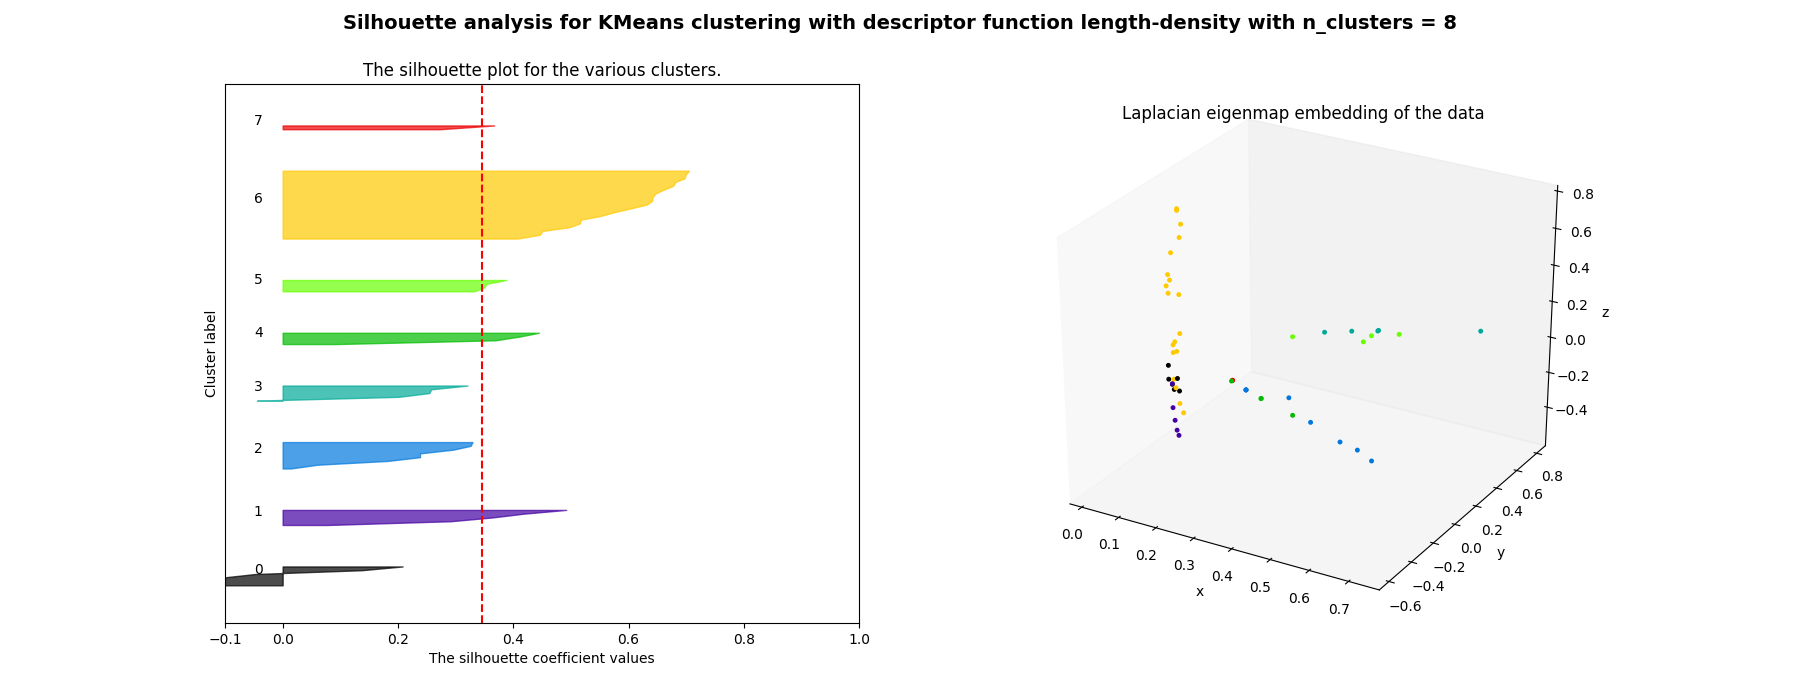 Silhouette analysis for KMeans clustering with descriptor function length-density with n_clusters = 8
The silhouette plot for the various clusters.
7
6
5
4
3
2
1
0
Cluster label
−0.1 0.0 0.2 0.4 0.6 0.8 1.0
The silhouette coefficient values
Laplacian eigenmap embedding of the data
0.8
0.6
0.4
0.2
0.0
−0.2
−0.4
z
0.0 0.1 0.2 0.3 0.4 0.5 0.6 0.7
x
0.8
0.6
0.4
0.2
0.0
−0.2
−0.4
−0.6
y